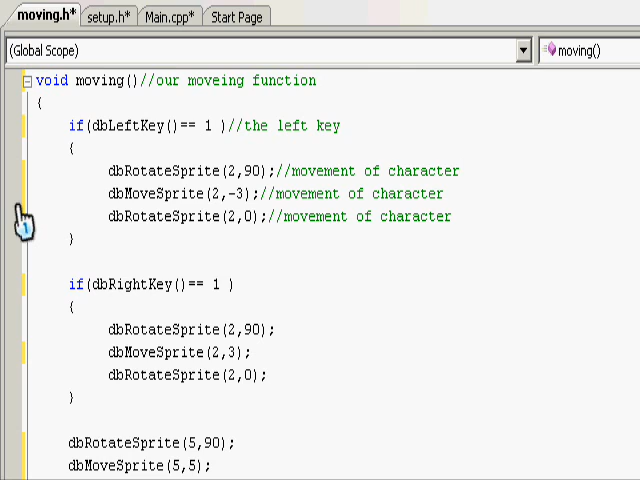 moving.h* setup.h* Main.cpp* Start Page
(Global Scope) moving()
void moving()//our moveing function
{
if(dbLeftKey()== 1 )//the left key
{
dbRotateSprite(2,90);//movement of character
dbMoveSprite(2,-3);//movement of character
dbRotateSprite(2,0);//movement of character
}
if(dbRightKey()== 1 )
{
dbRotateSprite(2,90);
dbMoveSprite(2,3);
dbRotateSprite(2,0);
}
dbRotateSprite(5,90);
dbMoveSprite(5,5);